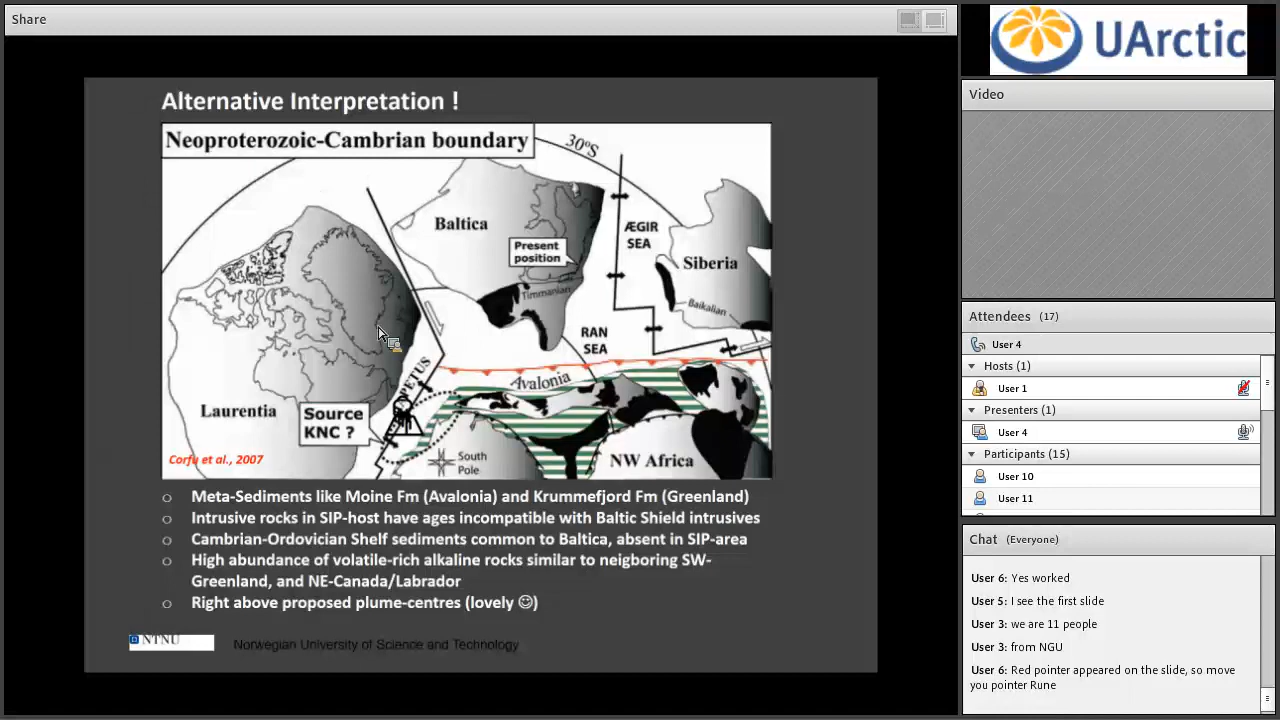 Share
Alternative Interpretation !
Neoproterozoic-Cambrian boundary
30ºS
Baltica
Present
position
ÆGIR
SEA
Siberia
Timmanian
Baikalian
RAN
SEA
Avalonia
Laurentia
Source
KNC ?
South
Pole
NW Africa
Corfu et al., 2007
o Meta-Sediments like Moine Fm (Avalonia) and Krummefjord Fm (Greenland)
o Intrusive rocks in SIP-host have ages incompatible with Baltic Shield intrusives
o Cambrian-Ordovician Shelf sediments common to Baltica, absent in SIP-area
o High abundance of volatile-rich alkaline rocks similar to neigboring SW-
Greenland, and NE-Canada/Labrador
o Right above proposed plume-centres (lovely ☺)
NTNU
Norwegian University of Science and Technology
UArctic
Video
Attendees (17)
User 4
Hosts (1)
User 1
Presenters (1)
User 4
Participants (15)
User 10
User 11
Chat (Everyone)
User 6: Yes worked
User 5: I see the first slide
User 3: we are 11 people
User 3: from NGU
User 6: Red pointer appeared on the slide, so move
you pointer Rune